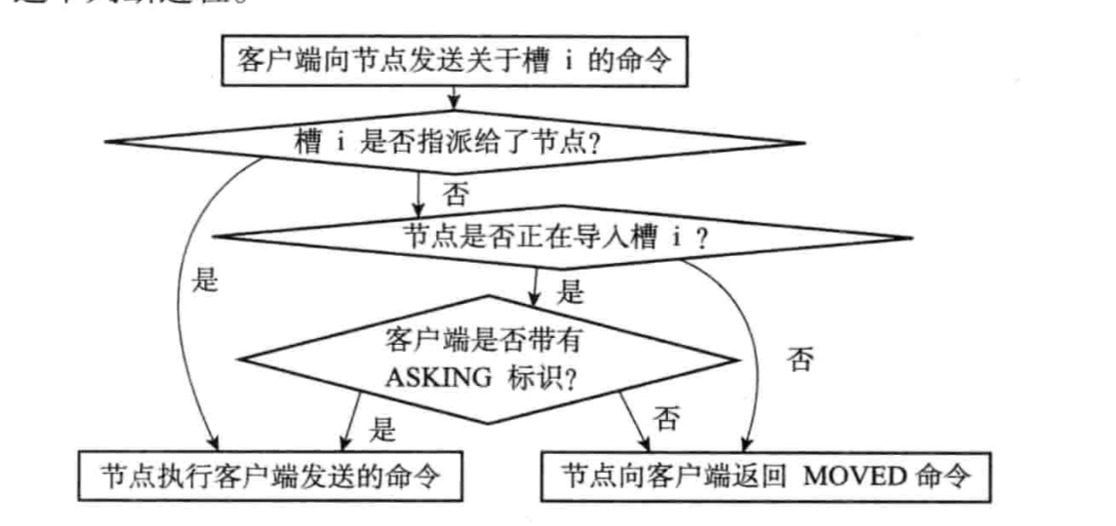 客户端向节点发送关于槽 i 的命令
槽 i 是否指派给了节点?
否
节点是否正在导入槽 i ?
是
是
客户端是否带有
ASKING 标识?
否
是
否
节点执行客户端发送的命令
节点向客户端返回 MOVED 命令